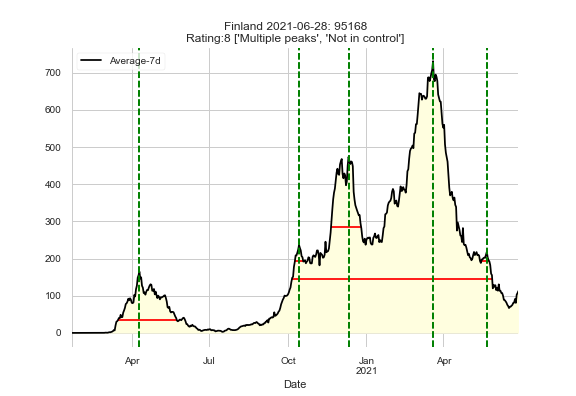 Finland 2021-06-28: 95168
Rating:8 ['Multiple peaks', 'Not in control']
Average-7d
700
600
500
400
300
200
100
0
Apr Jul Oct Jan Apr
2021
Date